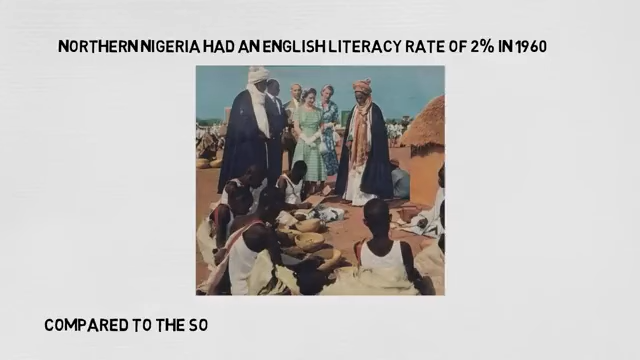 NORTHERN NIGERIA HAD AN ENGLISH LITERACY RATE OF 2% IN 1960
COMPARED TO THE SO